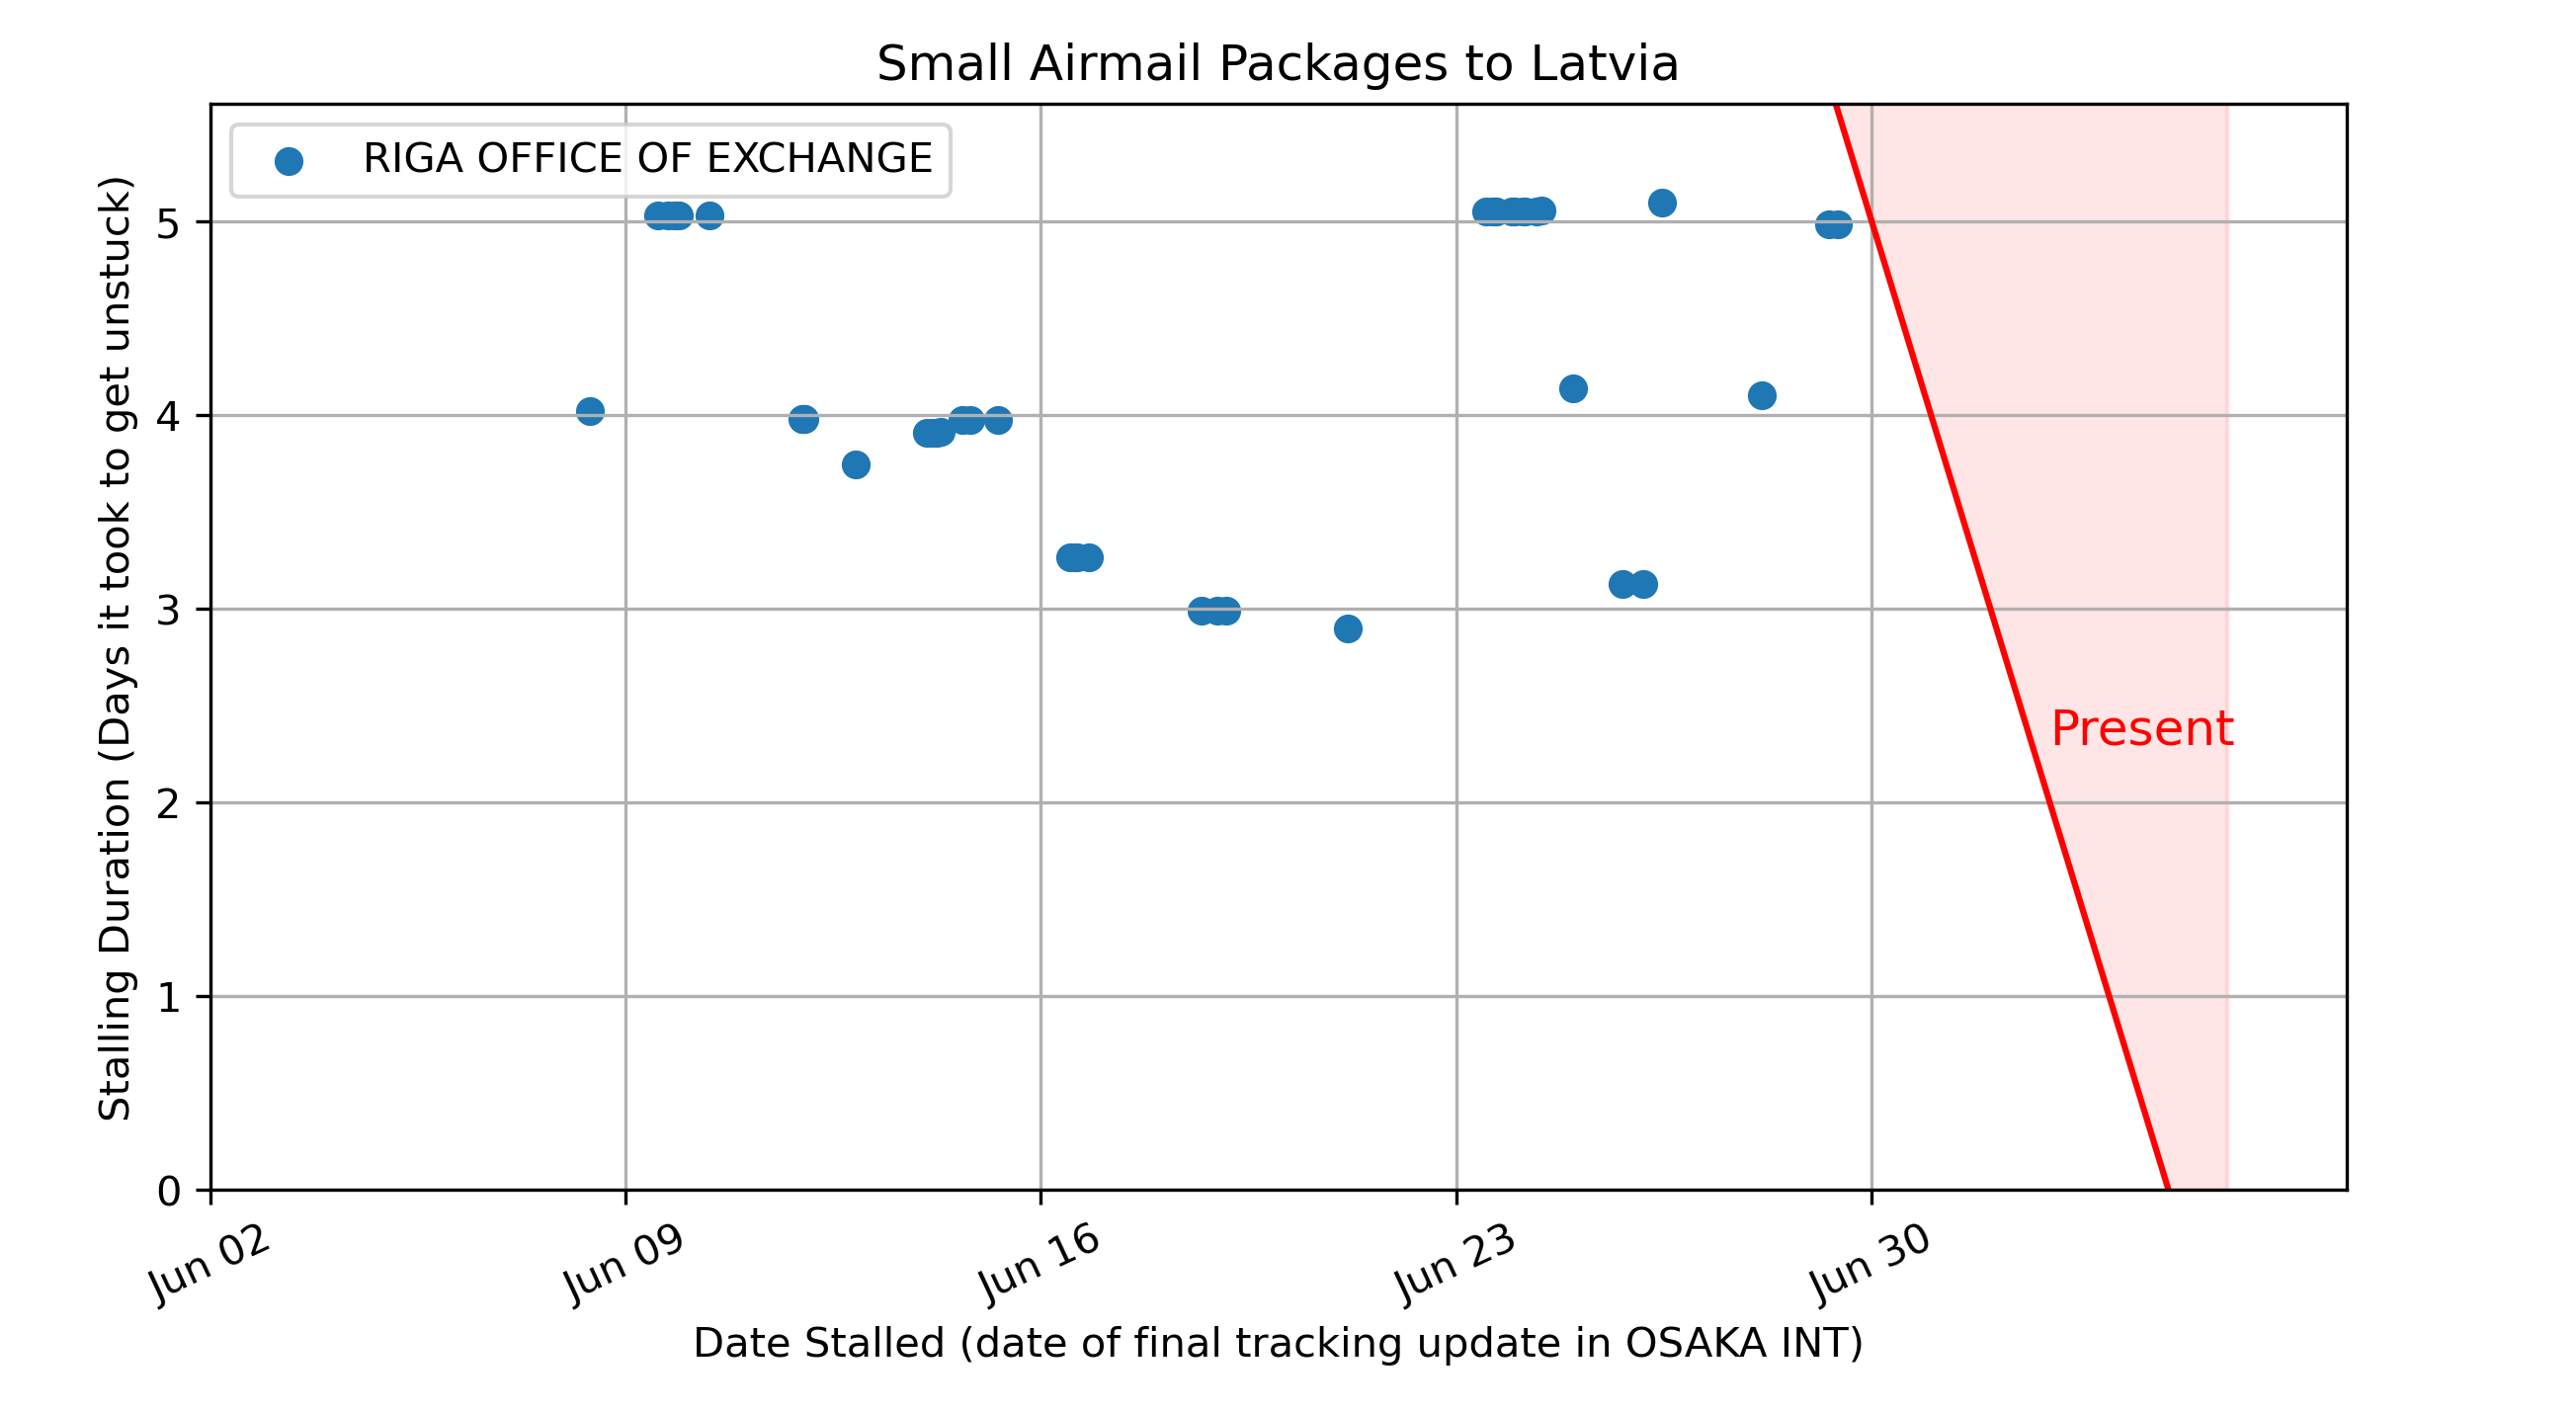 Small Airmail Packages to Latvia
RIGA OFFICE OF EXCHANGE
Stalling Duration (Days it took to get unstuck)
5
4
3
2
1
0
Present
Jun 02
Jun 09
Jun 16
Jun 23
Jun 30
Date Stalled (date of final tracking update in OSAKA INT)